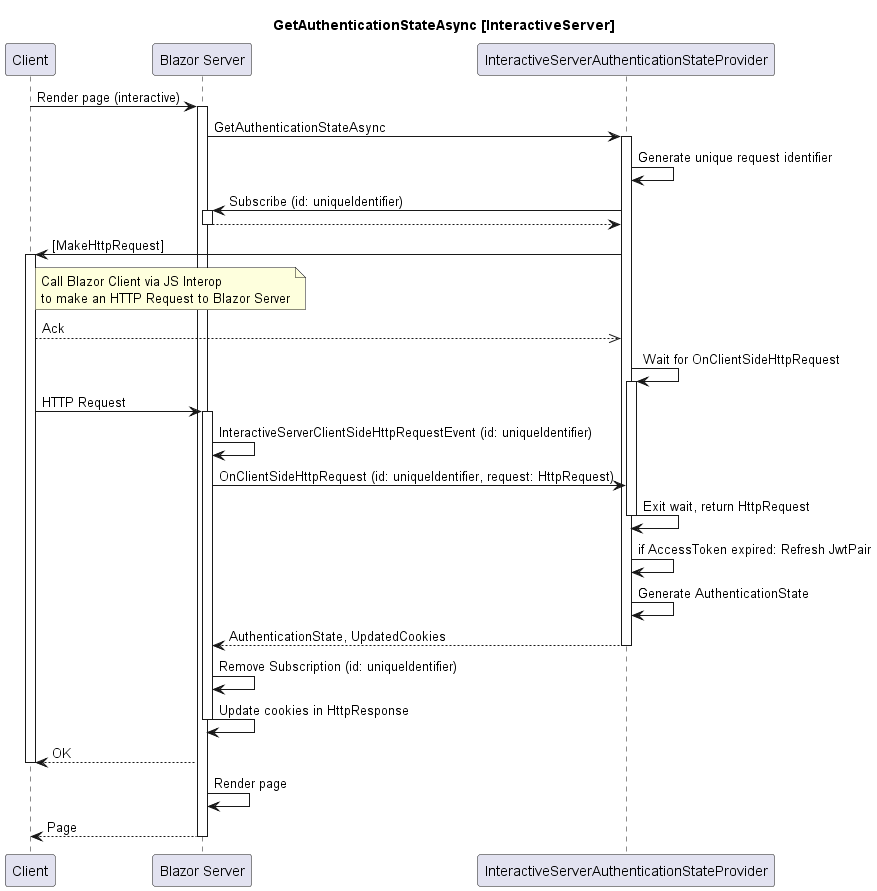 GetAuthenticationStateAsync [InteractiveServer]
Client
Blazor Server
InteractiveServerAuthenticationStateProvider
Render page (interactive)
GetAuthenticationStateAsync
Generate unique request identifier
Subscribe (id: uniqueIdentifier)
[MakeHttpRequest]
Call Blazor Client via JS Interop
to make an HTTP Request to Blazor Server
Ack
Wait for OnClientSideHttpRequest
HTTP Request
InteractiveServerClientSideHttpRequestEvent (id: uniqueIdentifier)
OnClientSideHttpRequest (id: uniqueIdentifier, request: HttpRequest)
Exit wait, return HttpRequest
if AccessToken expired: Refresh JwtPair
Generate AuthenticationState
AuthenticationState, UpdatedCookies
Remove Subscription (id: uniqueIdentifier)
Update cookies in HttpResponse
OK
Render page
Page
Client
Blazor Server
InteractiveServerAuthenticationStateProvider